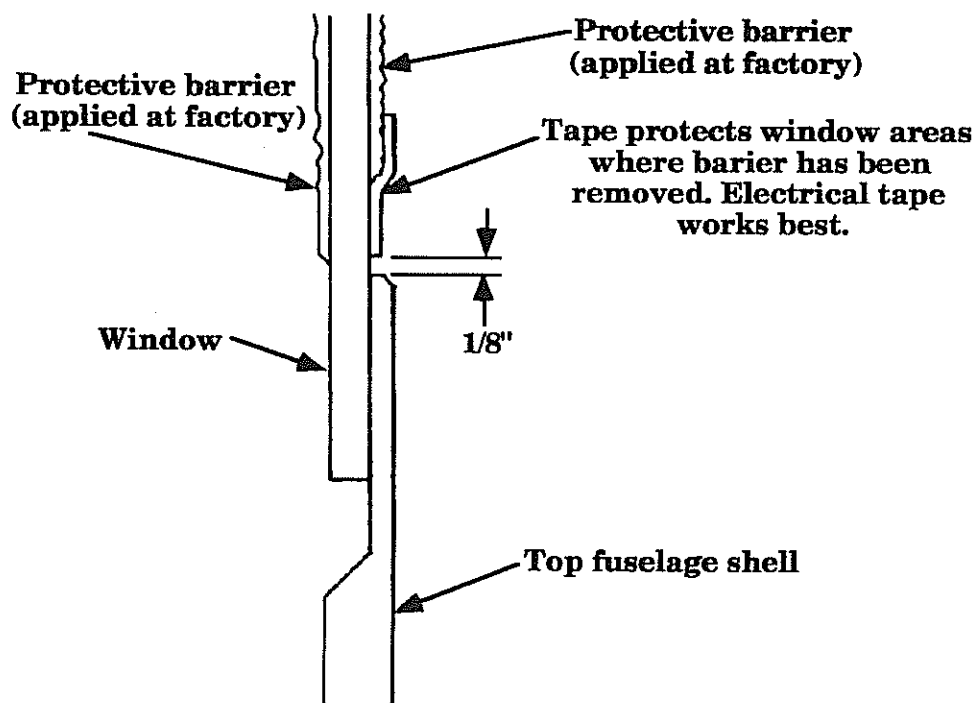 Protective barrier
(applied at factory)
Protective barrier
(applied at factory)
Tape protects window areas
where barier has been
removed. Electrical tape
works best.
1/8"
Window
Top fuselage shell